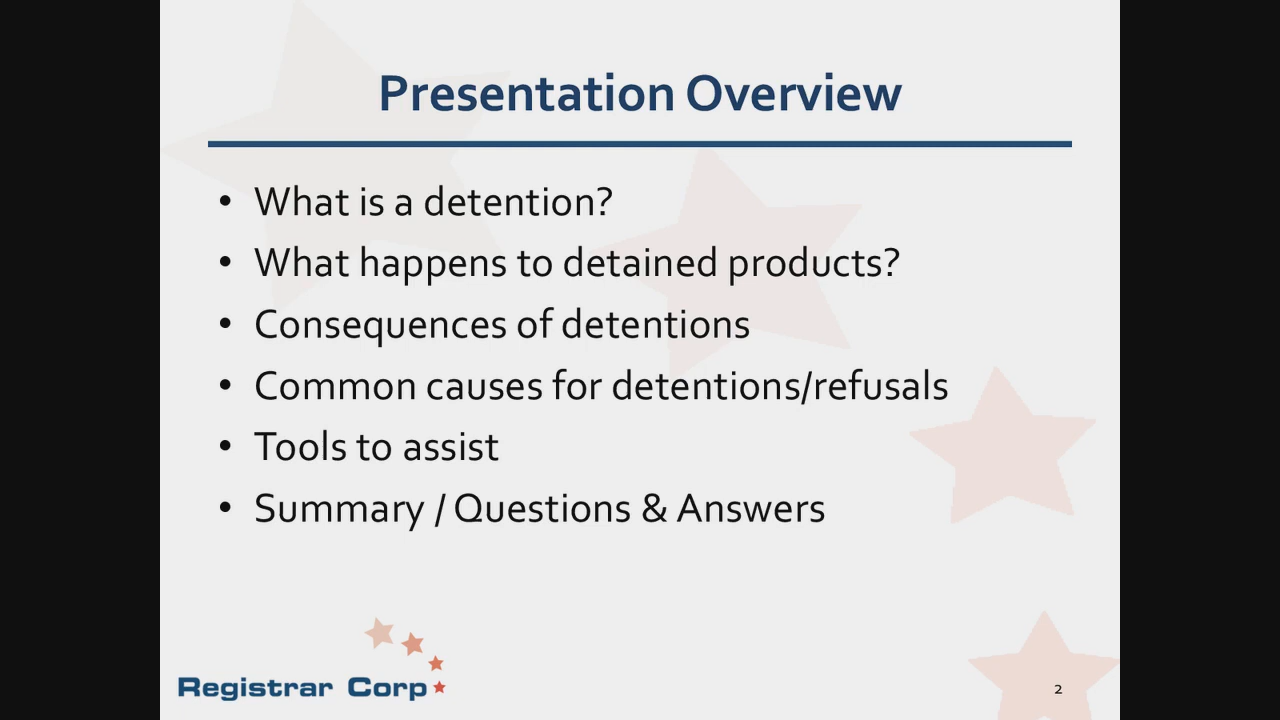 Presentation Overview
• What is a detention?
• What happens to detained products?
• Consequences of detentions
• Common causes for detentions/refusals
• Tools to assist
• Summary / Questions & Answers
Registrar Corp
2